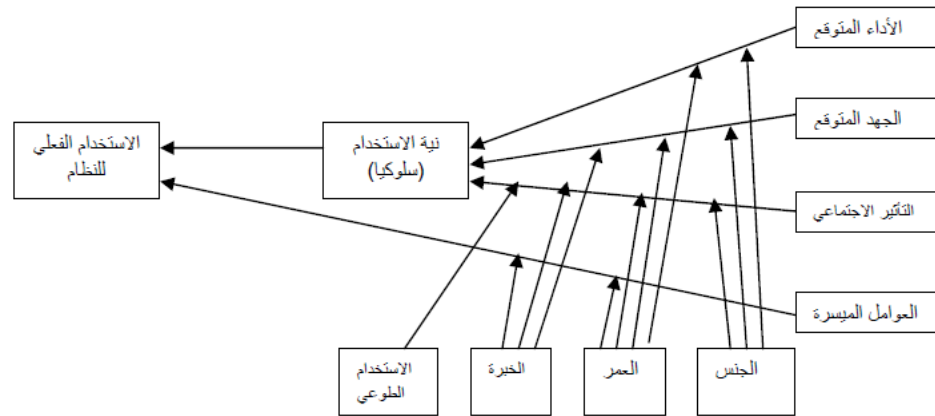 الأداء المتوقع
الجهد المتوقع
نية الاستخدام
(سلوكيا)
الاستخدام الفعلي
للنظام
التأثير الاجتماعي
العوامل الميسرة
الجنس
العمر
الخبرة
الاستخدام
الطوعي